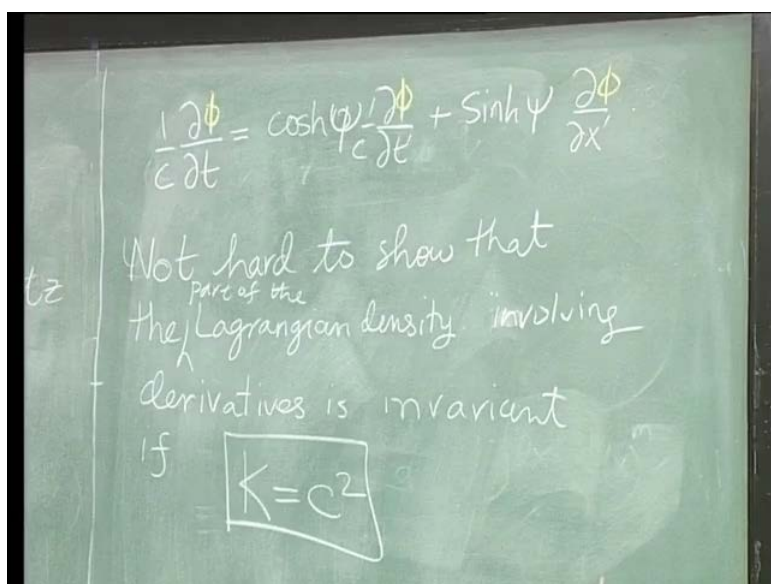 1/c ∂ϕ/∂t = coshψ 1/c ∂ϕ/∂t' + Sinhψ ∂ϕ/∂x'
tz
Not hard to show that
the part of the Lagrangian density involving
derivatives is invariant
if
K=c²